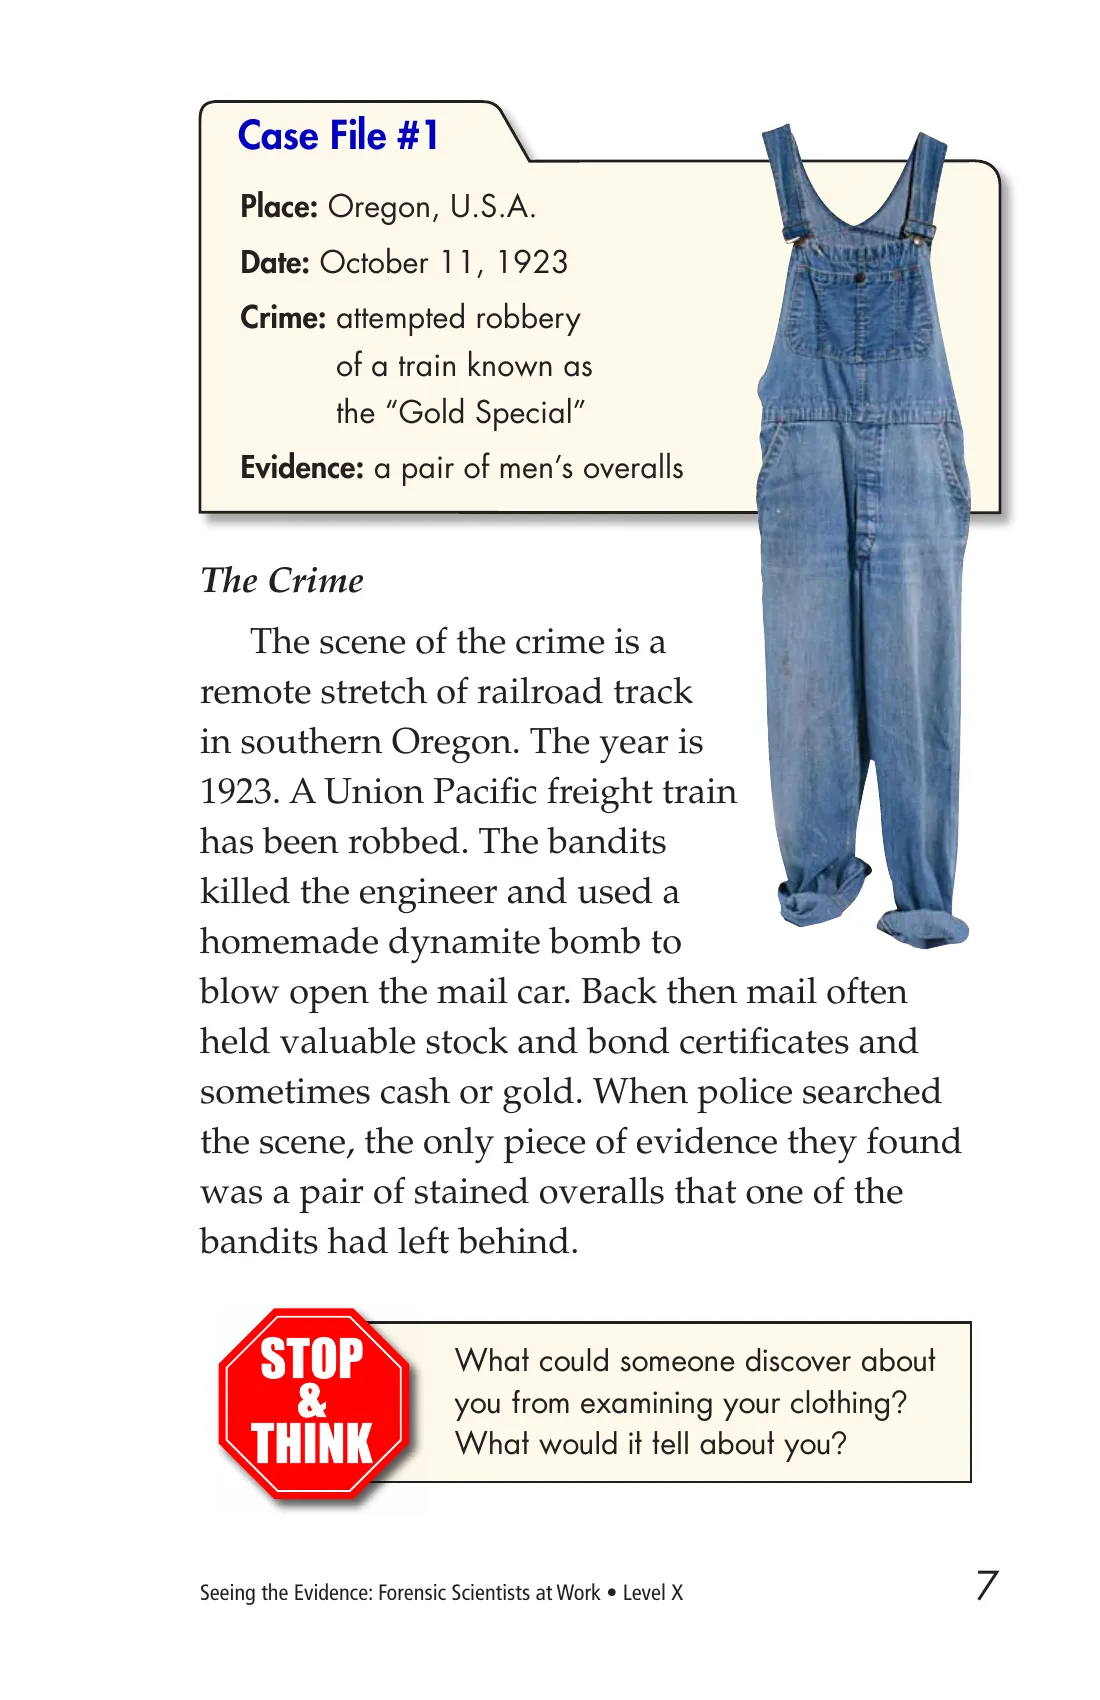 Case File #1
Place: Oregon, U.S.A.
Date: October 11, 1923
Crime: attempted robbery
of a train known as
the “Gold Special”
Evidence: a pair of men’s overalls
The Crime
The scene of the crime is a
remote stretch of railroad track
in southern Oregon. The year is
1923. A Union Pacific freight train
has been robbed. The bandits
killed the engineer and used a
homemade dynamite bomb to
blow open the mail car. Back then mail often
held valuable stock and bond certificates and
sometimes cash or gold. When police searched
the scene, the only piece of evidence they found
was a pair of stained overalls that one of the
bandits had left behind.
STOP
&
THINK
What could someone discover about
you from examining your clothing?
What would it tell about you?
Seeing the Evidence: Forensic Scientists at Work • Level X
7